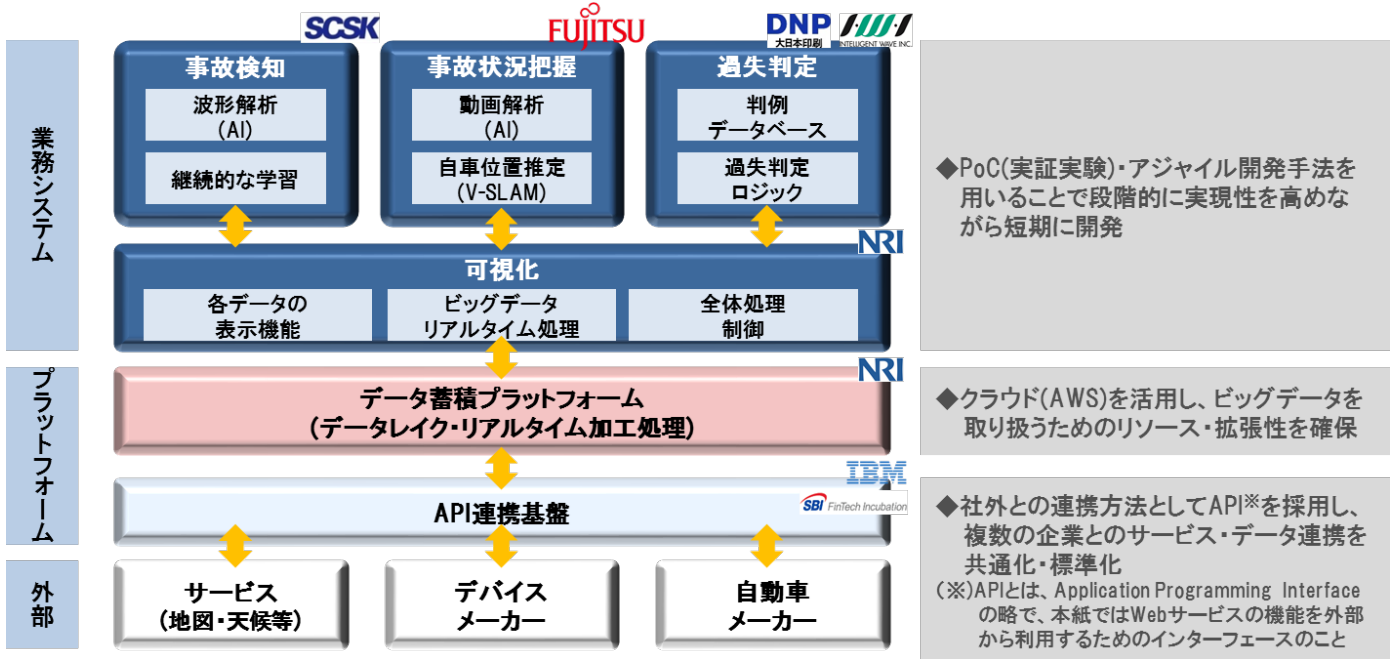 SCSK
FUJITSU
DNP
大日本印刷
INTELLIGENT WAVE INC.
業務システム
事故検知
波形解析
(AI)
継続的な学習
事故状況把握
動画解析
(AI)
自車位置推定
(V-SLAM)
過失判定
判例
データベース
過失判定
ロジック
NRI
可視化
各データの
表示機能
ビッグデータ
リアルタイム処理
全体処理
制御
◆PoC(実証実験)・アジャイル開発手法を
用いることで段階的に実現性を高めな
がら短期に開発
プラットフォーム
NRI
データ蓄積プラットフォーム
(データレイク・リアルタイム加工処理)
◆クラウド(AWS)を活用し、ビッグデータを
取り扱うためのリソース・拡張性を確保
IBM
SBI FinTech Incubation
API連携基盤
◆社外との連携方法としてAPI※を採用し、
複数の企業とのサービス・データ連携を
共通化・標準化
(※)APIとは、Application Programming Interface
の略で、本紙ではWebサービスの機能を外部
から利用するためのインターフェースのこと
外部
サービス
(地図・天候等)
デバイス
メーカー
自動車
メーカー